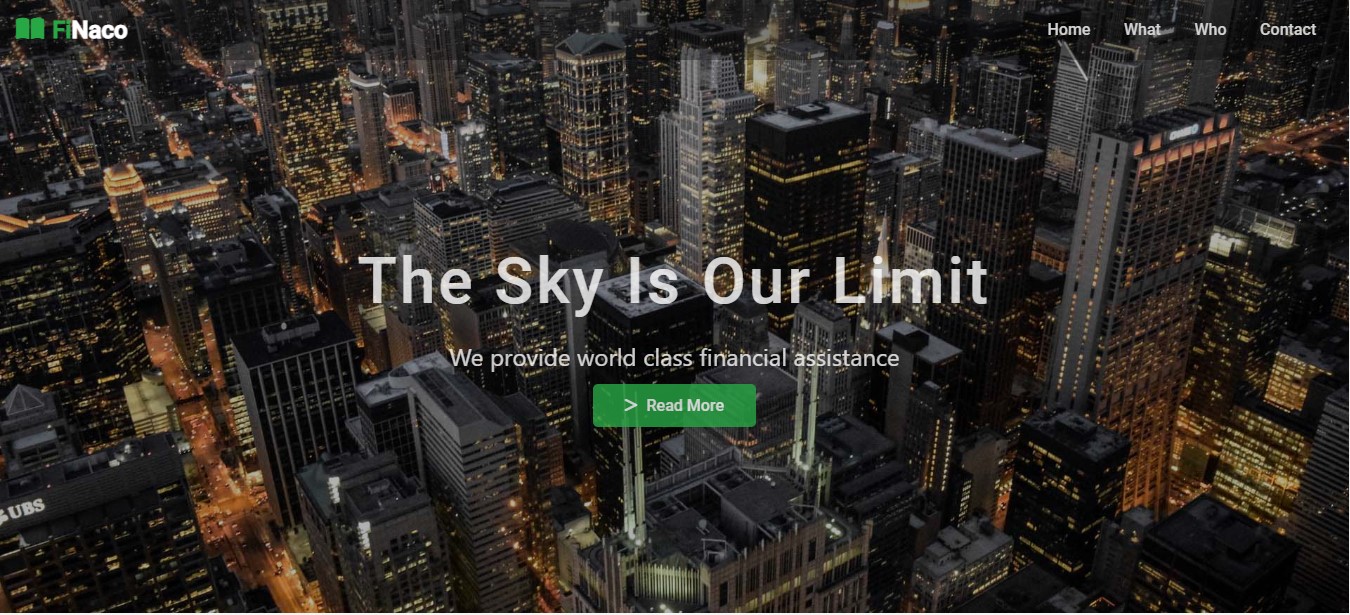 FiNaco
Home What Who Contact
The Sky Is Our Limit
We provide world class financial assistance
> Read More
UBS